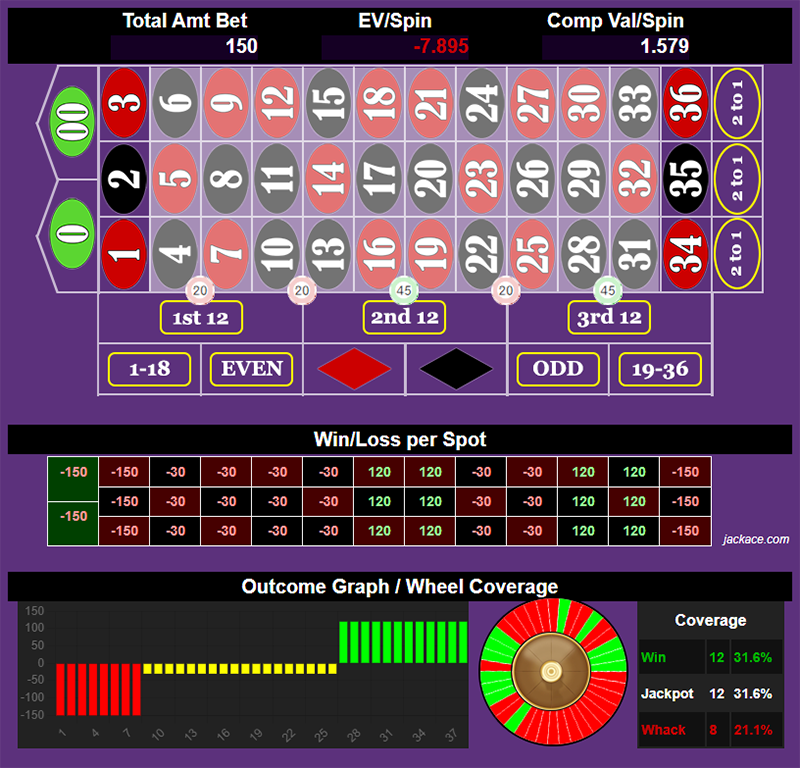 Total Amt Bet EV/Spin Comp Val/Spin
150 -7.895 1.579
00 3 6 9 12 15 18 21 24 27 30 33 36 2 to 1
2 5 8 11 14 17 20 23 26 29 32 35 2 to 1
0 1 4 7 10 13 16 19 22 25 28 31 34 2 to 1
20 20 45 20 45
1st 12 2nd 12 3rd 12
1-18 EVEN ODD 19-36
Win/Loss per Spot
-150 -150 -30 -30 -30 -30 120 120 -30 -30 120 120 -150
-150 -30 -30 -30 -30 120 120 -30 -30 120 120 -150
-150 -150 -30 -30 -30 -30 120 120 -30 -30 120 120 -150
jackace.com
Outcome Graph / Wheel Coverage
150
100
50
0
-50
-100
-150
1 4 7 10 13 16 19 22 25 28 31 34 37
Coverage
Win 12 31.6%
Jackpot 12 31.6%
Whack 8 21.1%